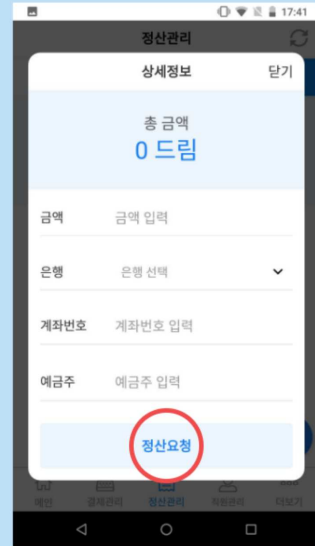 17:41
정산관리
상세정보 닫기
총 금액
0 드림
금액 금액 입력
은행 은행 선택
계좌번호 계좌번호 입력
예금주 예금주 입력
정산요청
메인 결제관리 정산관리 직원관리 더보기